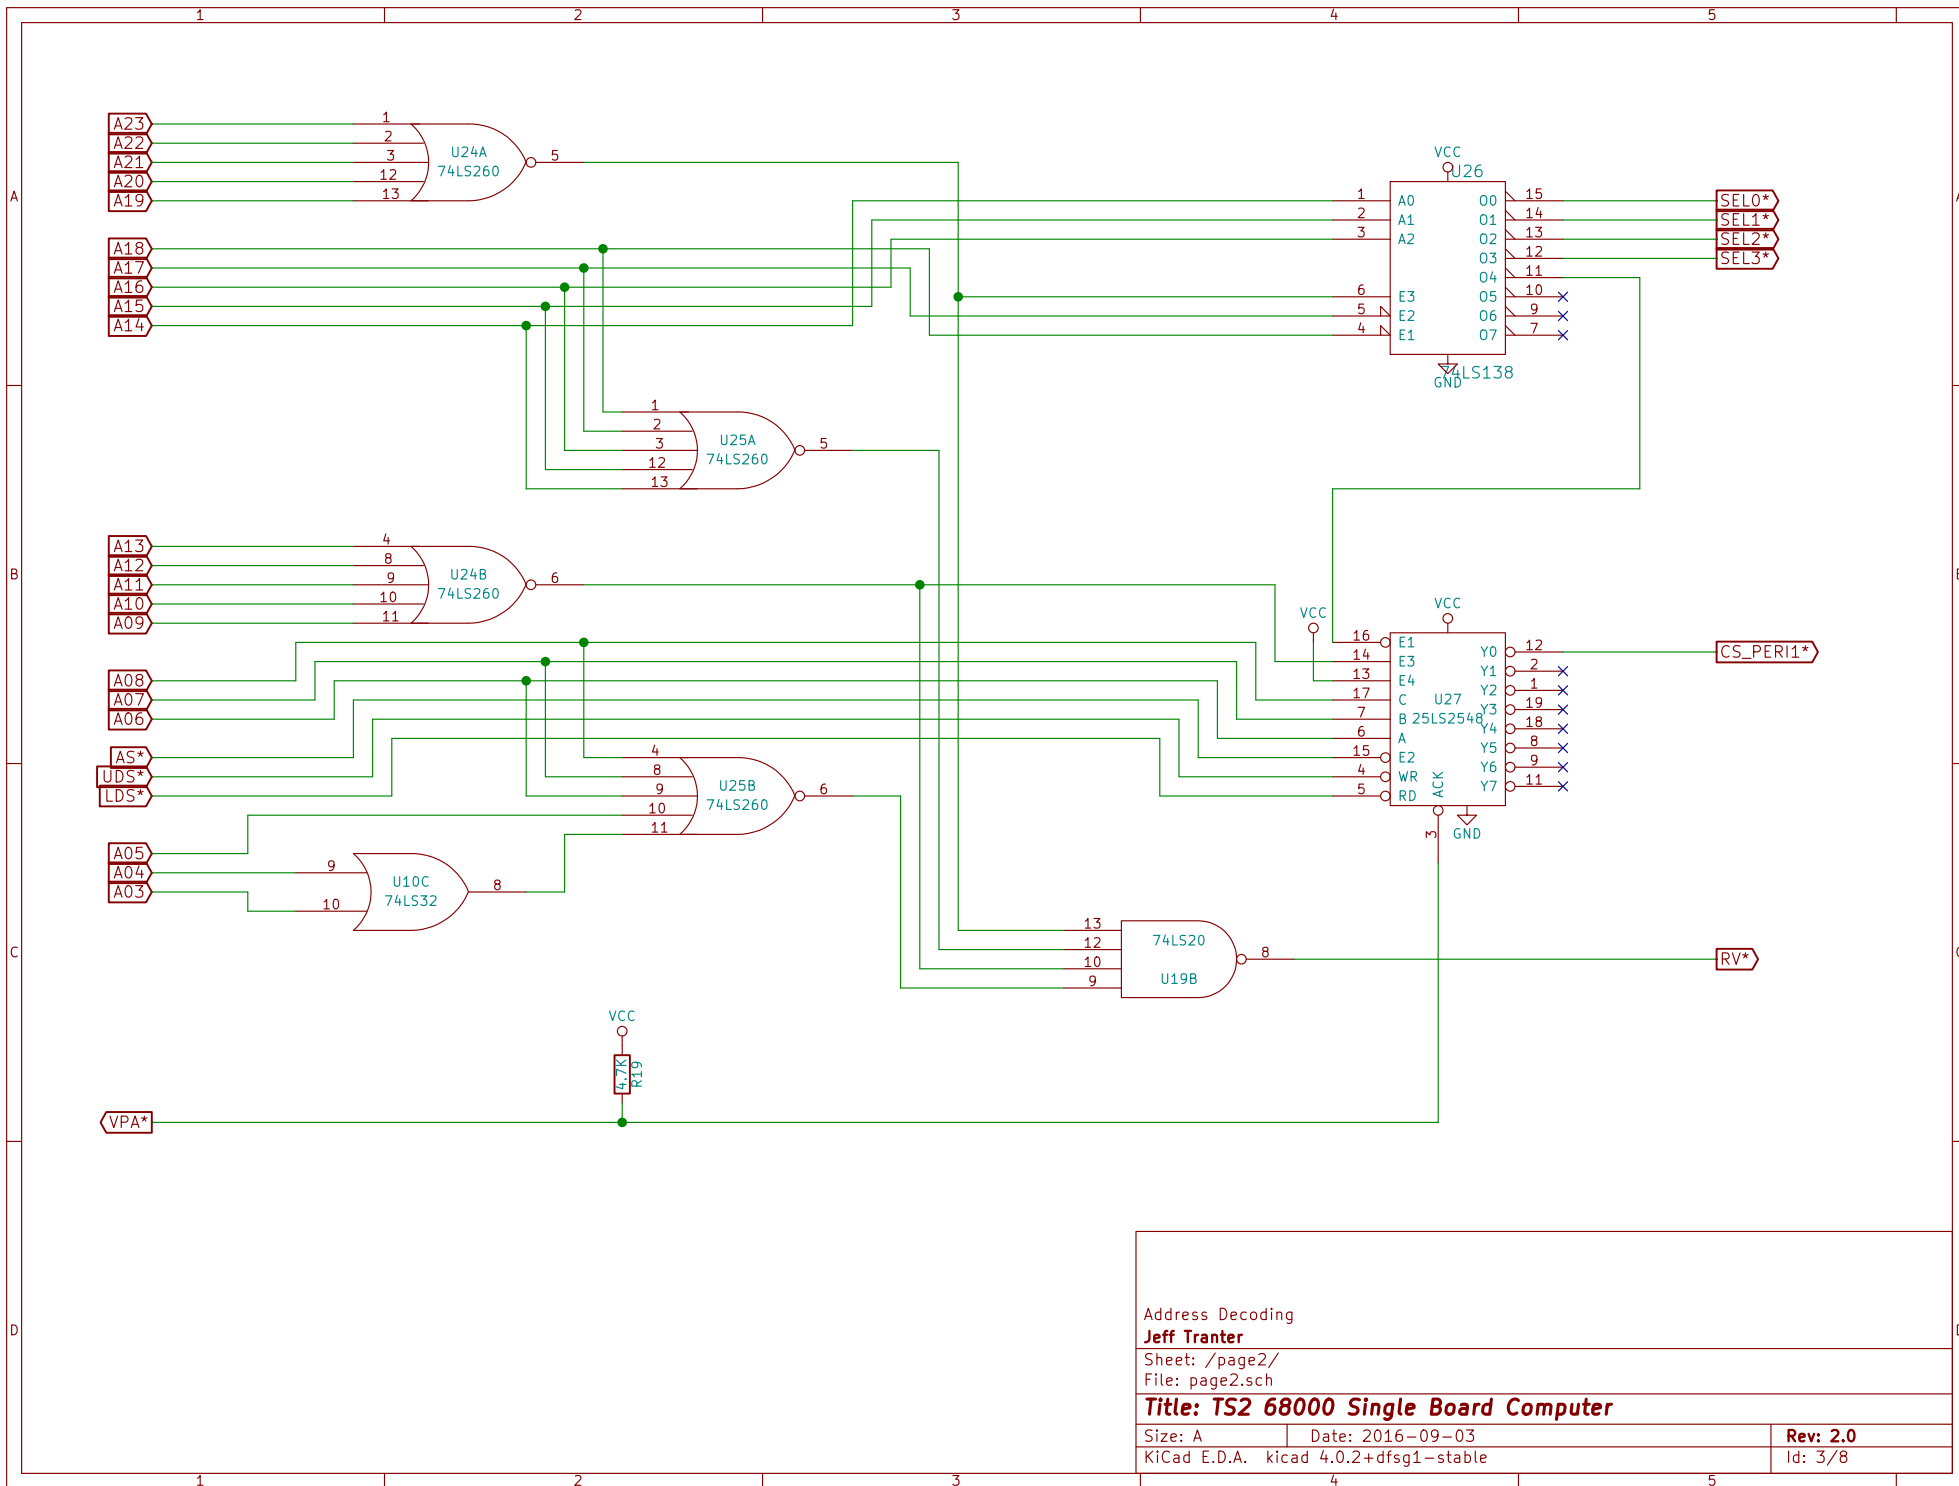 1 2 3 4 5
A
B
C
D
A23
A22
A21
A20
A19
1
2
3
12
13
U24A
74LS260
5
A18
A17
A16
A15
A14
VCC
U26
1 A0
2 A1
3 A2
6 E3
5 E2
4 E1
O0 15
O1 14
O2 13
O3 12
O4 11
O5 10
O6 9
O7 7
GND
74LS138
SEL0*
SEL1*
SEL2*
SEL3*
1
2
3
12
13
U25A
74LS260
5
A13
A12
A11
A10
A09
4
8
9
10
11
U24B
74LS260
6
A08
A07
A06
AS*
UDS*
LDS*
VCC
VCC
16 E1
14 E3
13 E4
17 C
7 B
6 A
15 E2
4 WR
5 RD
U27
25LS2548
Y0 12
Y1 2
Y2 1
Y3 19
Y4 18
Y5 8
Y6 9
Y7 11
ACK
3
GND
CS_PERI1*
4
8
9
10
11
U25B
74LS260
6
A05
A04
A03
9
10
U10C
74LS32
8
13
12
10
9
74LS20
U19B
8
RV*
VCC
4.7K
R19
VPA*
Address Decoding
Jeff Tranter
Sheet: /page2/
File: page2.sch
Title: TS2 68000 Single Board Computer
Size: A Date: 2016-09-03 Rev: 2.0
KiCad E.D.A. kicad 4.0.2+dfsg1-stable Id: 3/8
1 2 3 4 5